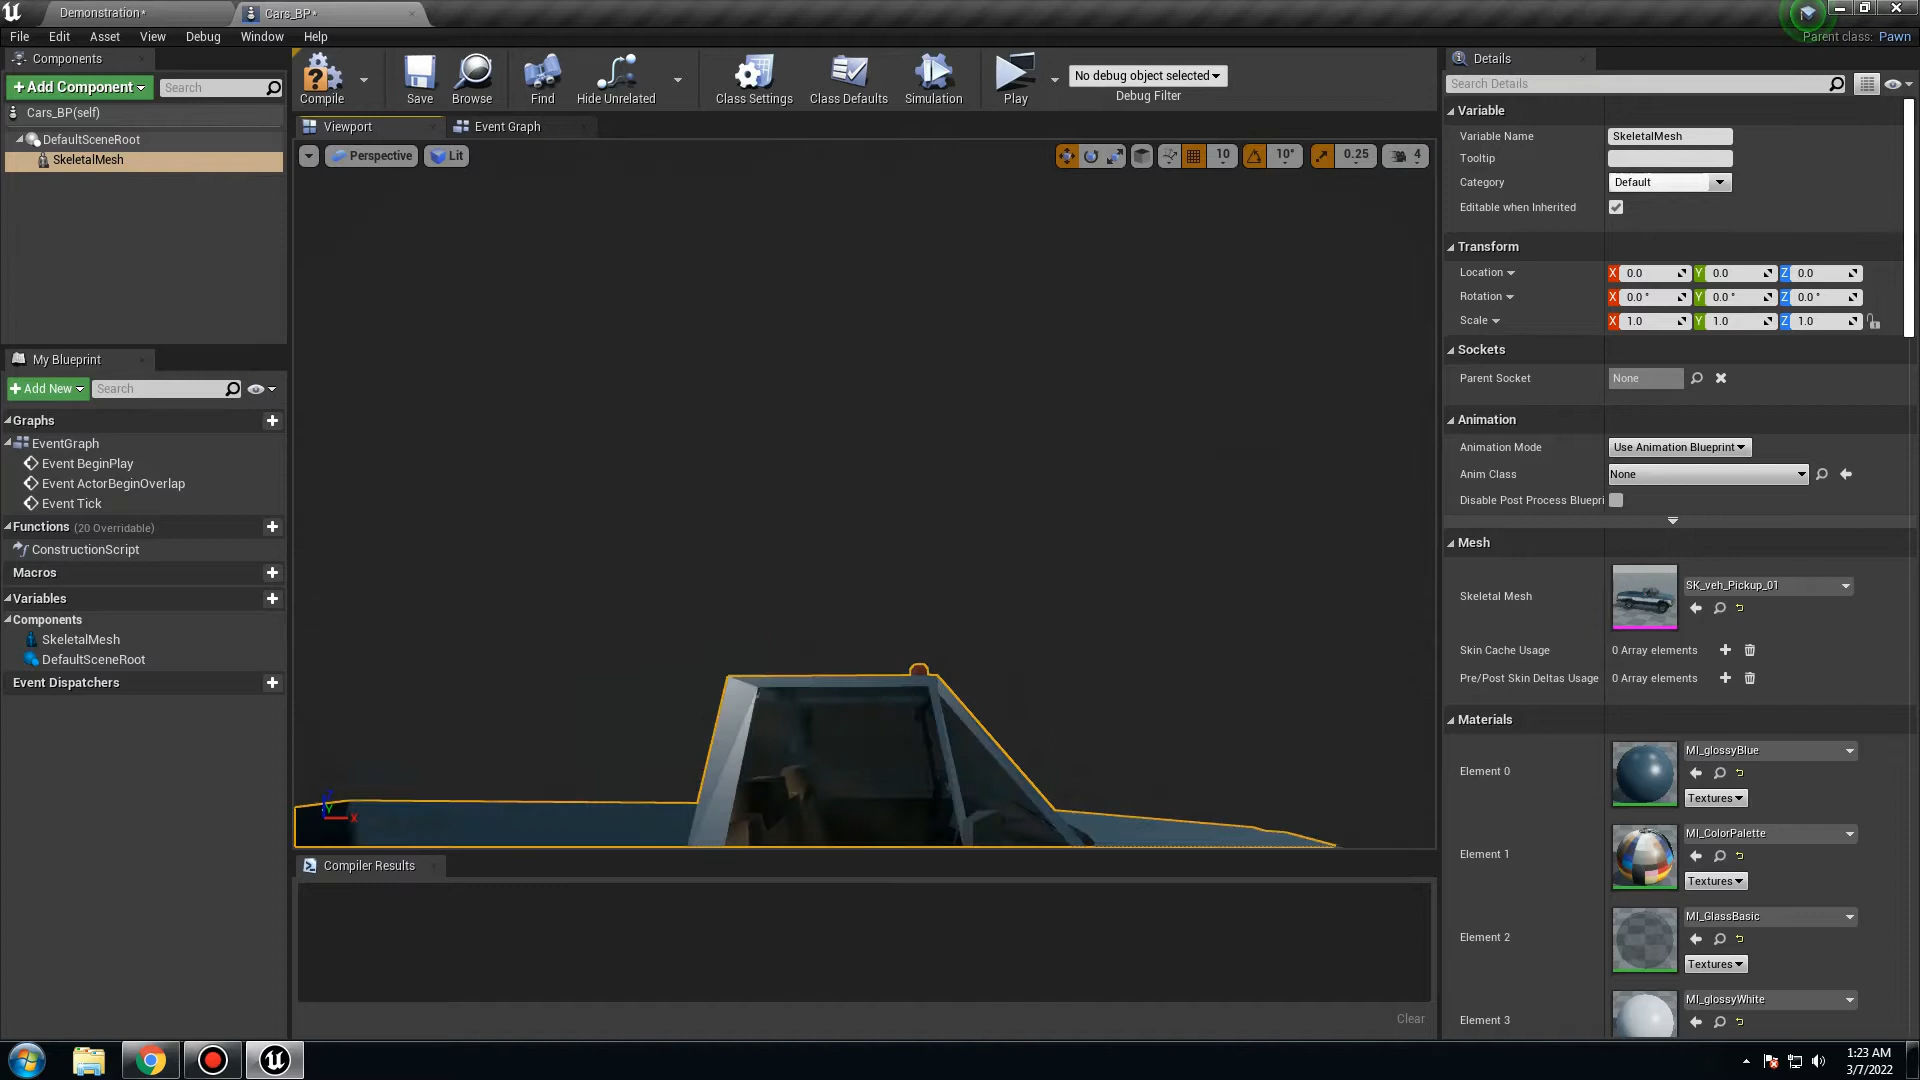 Demonstration*
Cars_BP*
File Edit Asset View Debug Window Help
Parent class: Pawn
Components
+Add Component
Search
Cars_BP(self)
DefaultSceneRoot
SkeletalMesh
My Blueprint
+Add New
Search
Graphs
EventGraph
Event BeginPlay
Event ActorBeginOverlap
Event Tick
Functions (20 Overridable)
ConstructionScript
Macros
Variables
Components
SkeletalMesh
DefaultSceneRoot
Event Dispatchers
Compile
Save
Browse
Find
Hide Unrelated
Class Settings
Class Defaults
Simulation
Play
No debug object selected
Debug Filter
Viewport
Event Graph
Perspective
Lit
10
10°
0.25
4
X
Compiler Results
Clear
Details
Search Details
Variable
Variable Name SkeletalMesh
Tooltip
Category Default
Editable when Inherited
Transform
Location X 0.0 Y 0.0 Z 0.0
Rotation X 0.0 ° Y 0.0 ° Z 0.0 °
Scale X 1.0 Y 1.0 Z 1.0
Sockets
Parent Socket None
Animation
Animation Mode Use Animation Blueprint
Anim Class None
Disable Post Process Bluepri
Mesh
Skeletal Mesh SK_veh_Pickup_01
Skin Cache Usage 0 Array elements
Pre/Post Skin Deltas Usage 0 Array elements
Materials
Element 0 MI_glossyBlue
Textures
Element 1 MI_ColorPalette
Textures
Element 2 MI_GlassBasic
Textures
Element 3 MI_glossyWhite
1:23 AM
3/7/2022